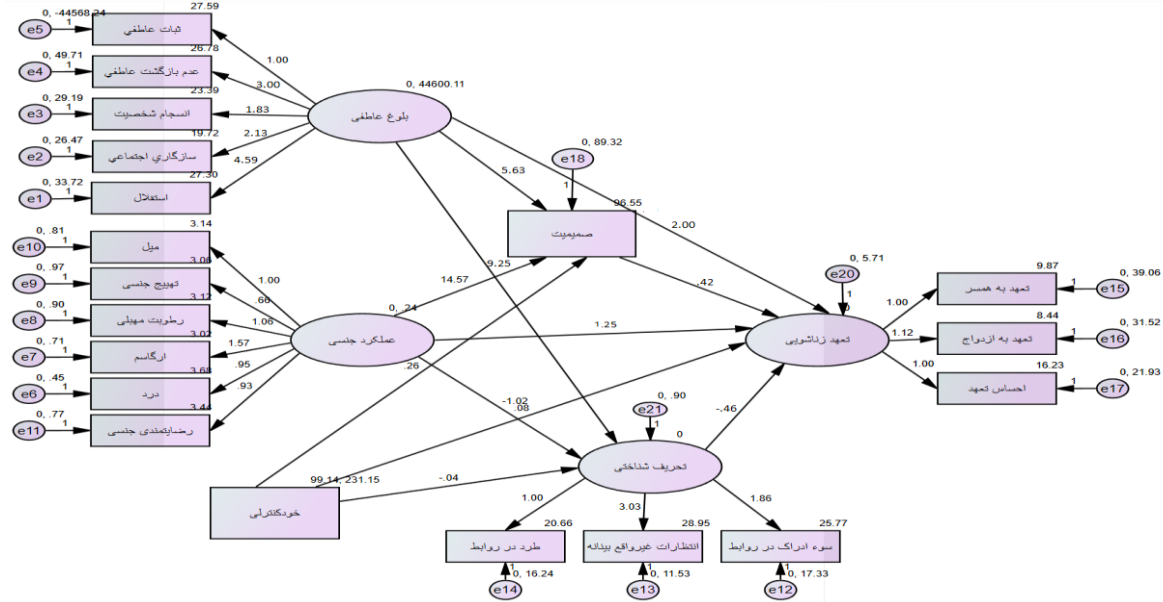 27.59
0, -44568.24
e5
1
ثبات عاطفي
26.78
0, 49.71
e4
1
عدم بازگشت عاطفي
23.39
0, 29.19
e3
1
انسجام شخصيت
19.72
0, 26.47
e2
1
سازگاري اجتماعي
27.30
0, 33.72
e1
1
استقلال
1.00
3.00
1.83
2.13
4.59
0, 44600.11
بلوغ عاطفی
0, 89.32
e18
1
5.63
96.55
صمیمیت
2.00
9.25
14.57
.42
3.14
0, .81
e10
1
میل
3.06
0, .97
e9
1
تهییج جنسی
3.12
0, .90
e8
1
رطوبت مهبلی
3.02
0, .71
e7
1
ارگاسم
3.68
0, .45
e6
1
درد
3.44
0, .77
e11
1
رضایتمندی جنسی
1.00
.66
1.06
1.57
.95
.93
0, .24
عملکرد جنسی
1.25
.26
-1.02
.08
0, 5.71
e20
1
0
تعهد زناشویی
9.87
1.00
تعهد به همسر
1
0, 39.06
e15
8.44
1.12
تعهد به ازدواج
1
0, 31.52
e16
16.23
1.00
احساس تعهد
1
0, 21.93
e17
0, .90
e21
1
0
-.46
تحریف شناختی
99.14, 231.15
خودکنترلی
-.04
1.00
3.03
1.86
20.66
طرد در روابط
28.95
انتظارات غیرواقع بینانه
25.77
سوء ادراک در روابط
1
0, 16.24
e14
1
0, 11.53
e13
1
0, 17.33
e12